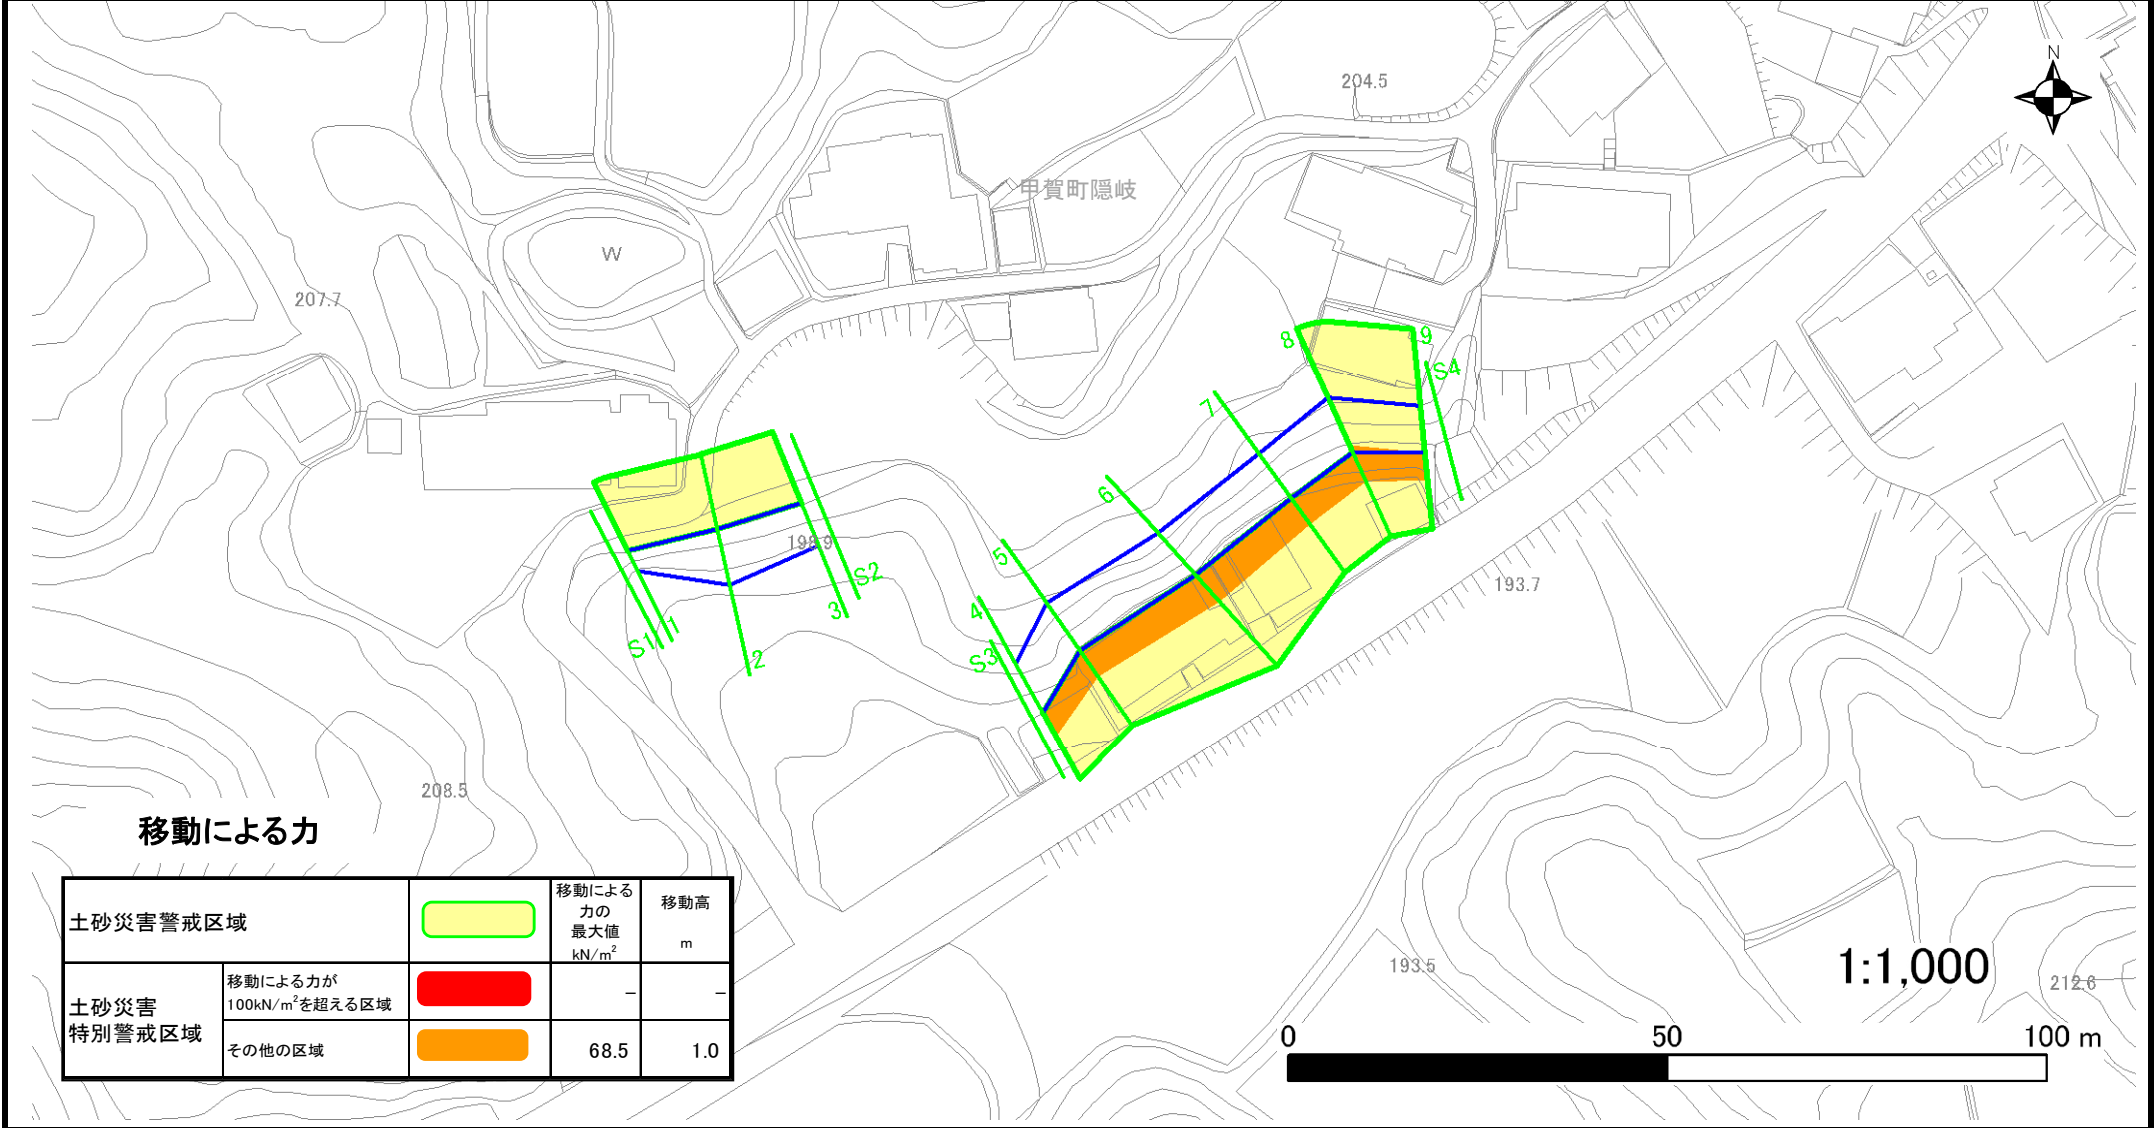 N
204.5
甲賀町隠岐
W
207.7
8
9
S4
7
6
198.9
5
S2
193.7
3
4
S1
1
S3
2
208.5
移動による力
土砂災害警戒区域
移動による
力の
最大値
kN/m²
移動高
m
土砂災害
特別警戒区域
移動による力が
100kN/m²を超える区域
－
－
その他の区域
68.5
1.0
193.5
1:1,000
212.6
0
50
100 m